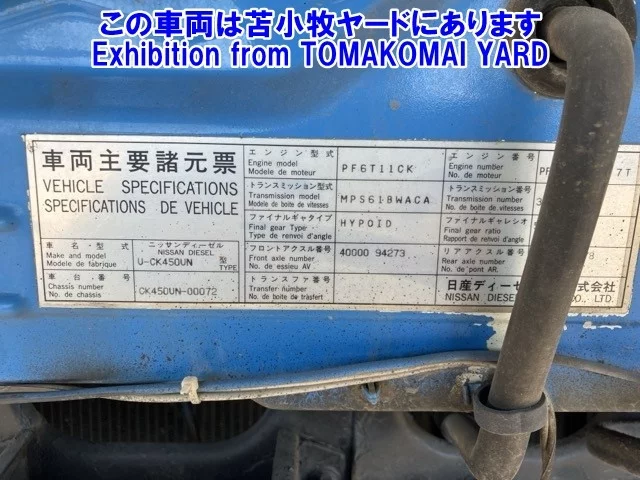 この車両は苫小牧ヤードにあります
Exhibition from TOMAKOMAI YARD
車両主要諸元票
VEHICLE SPECIFICATIONS
SPECIFICATIONS DE VEHICLE
車名・型式
Make and model
Modele de fabrique
ニッサンディーゼル
NISSAN DIESEL
U-CK450UN 型
TYPE
車台番号
Chassis number
No. de chassis
CK450UN-00072
エンジン型式
Engine model
Modele de moteur
PF6T11CK
トランスミッション型式
Transmission model
Modele de boite de vitesses
MPS61BWACA
ファイナルギヤタイプ
Final gear Type
Type de renvoi d'angle
HYPOID
フロントアクスル番号
Front axle number
No. de essieu AV
40000 94273
トランスファ番号
Transfer number
No. de boite de trasfert
エンジン番号
Engine number
No. de moteur
7T
トランスミッション番号
Transmission number
No. de boite de vitesses
3
ファイナルギャレシオ
Final gear ratio
Rapport de renvoi d'angle
リアアクスル番号
Rear axle number
No. de pont AR.
8
日産ディーゼ 式会社
NISSAN DIESE CO., LTD.